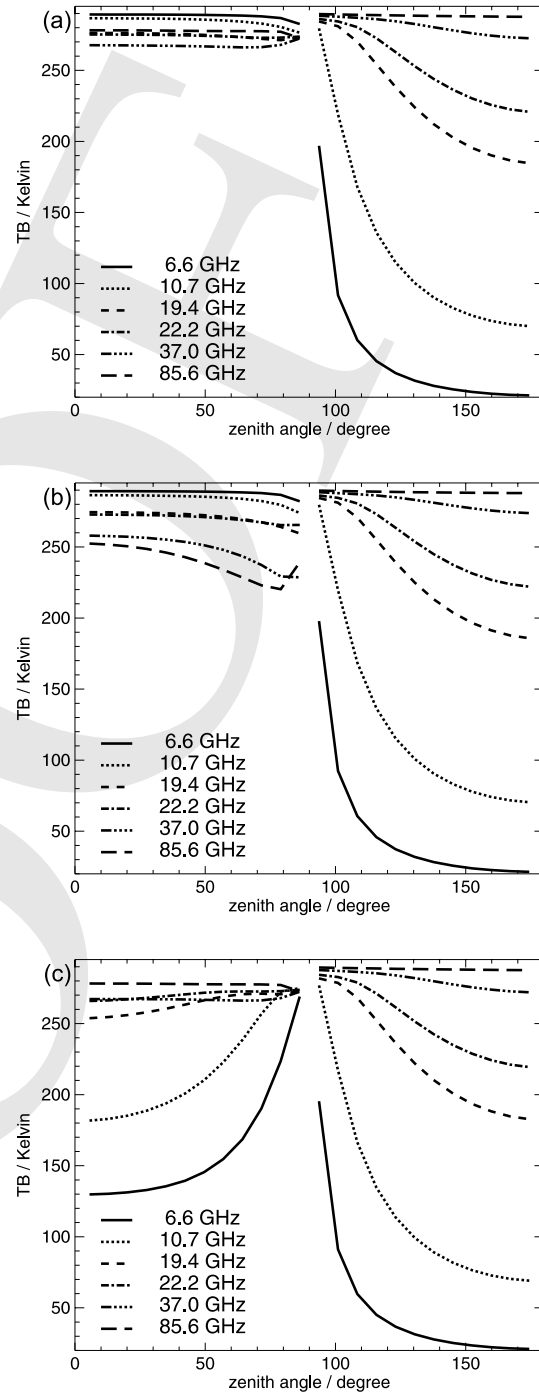 (a)
TB / Kelvin
250
200
150
100
50
6.6 GHz
10.7 GHz
19.4 GHz
22.2 GHz
37.0 GHz
85.6 GHz
0 50 100 150
zenith angle / degree
(b)
TB / Kelvin
250
200
150
100
50
6.6 GHz
10.7 GHz
19.4 GHz
22.2 GHz
37.0 GHz
85.6 GHz
0 50 100 150
zenith angle / degree
(c)
TB / Kelvin
250
200
150
100
50
6.6 GHz
10.7 GHz
19.4 GHz
22.2 GHz
37.0 GHz
85.6 GHz
0 50 100 150
zenith angle / degree